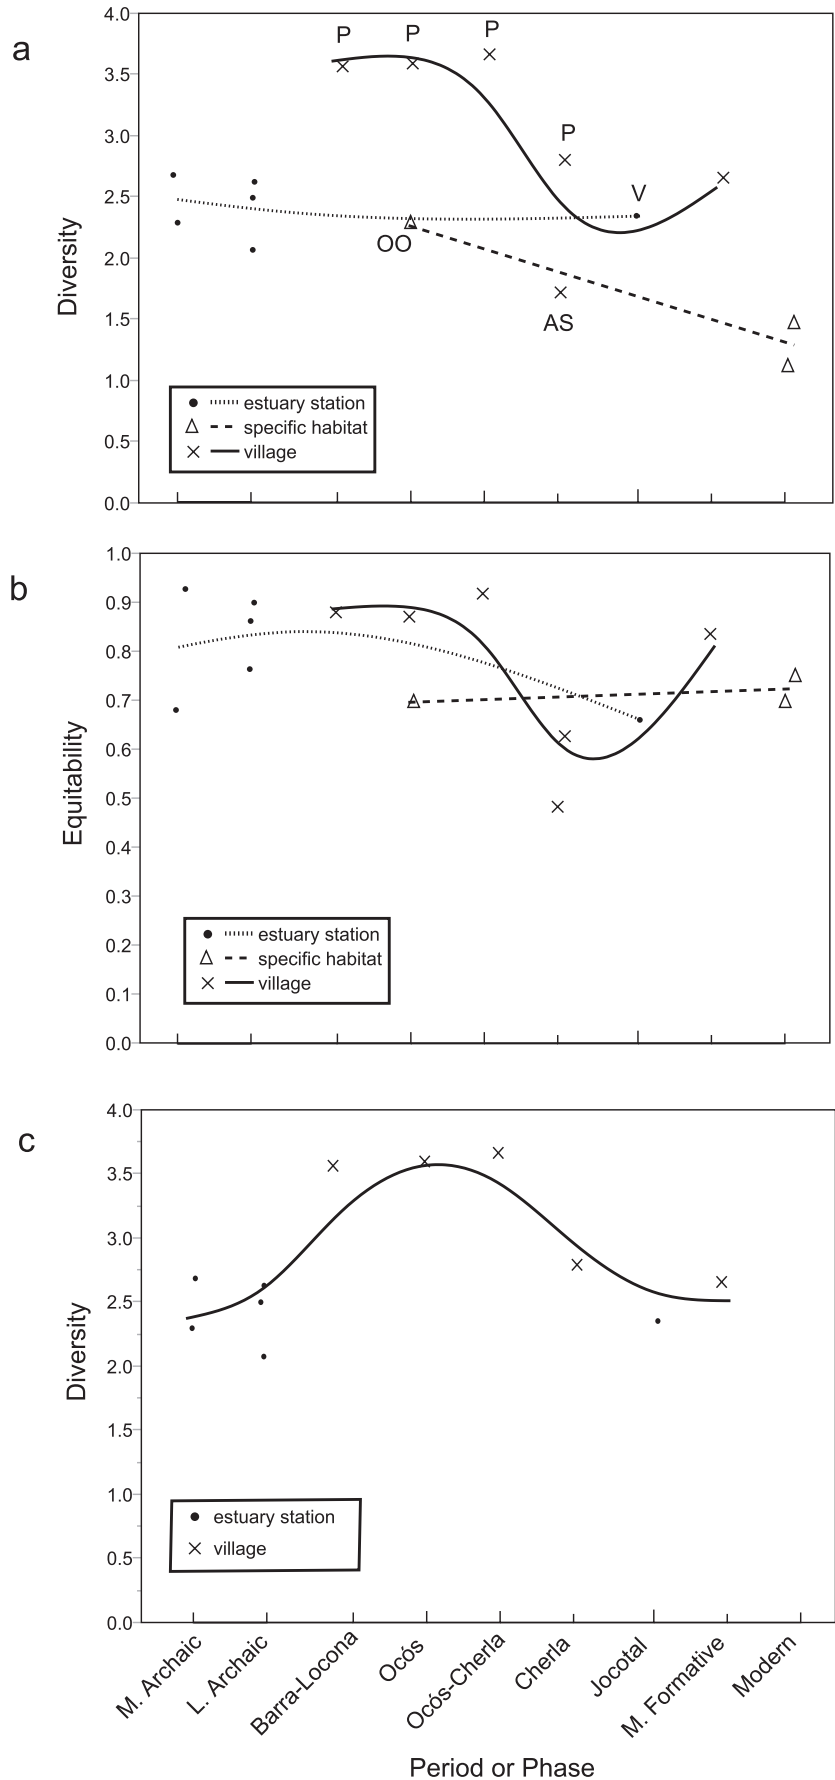 a
4.0
3.5
3.0
2.5
2.0
1.5
1.0
0.5
0.0
Diversity
P P P
P
V
OO
AS
estuary station
specific habitat
village
b
1.0
0.9
0.8
0.7
0.6
0.5
0.4
0.3
0.2
0.1
0.0
Equitability
estuary station
specific habitat
village
c
4.0
3.5
3.0
2.5
2.0
1.5
1.0
0.5
0.0
Diversity
estuary station
village
M. Archaic
L. Archaic
Barra-Locona
Ocós
Ocós-Cherla
Cherla
Jocotal
M. Formative
Modern
Period or Phase